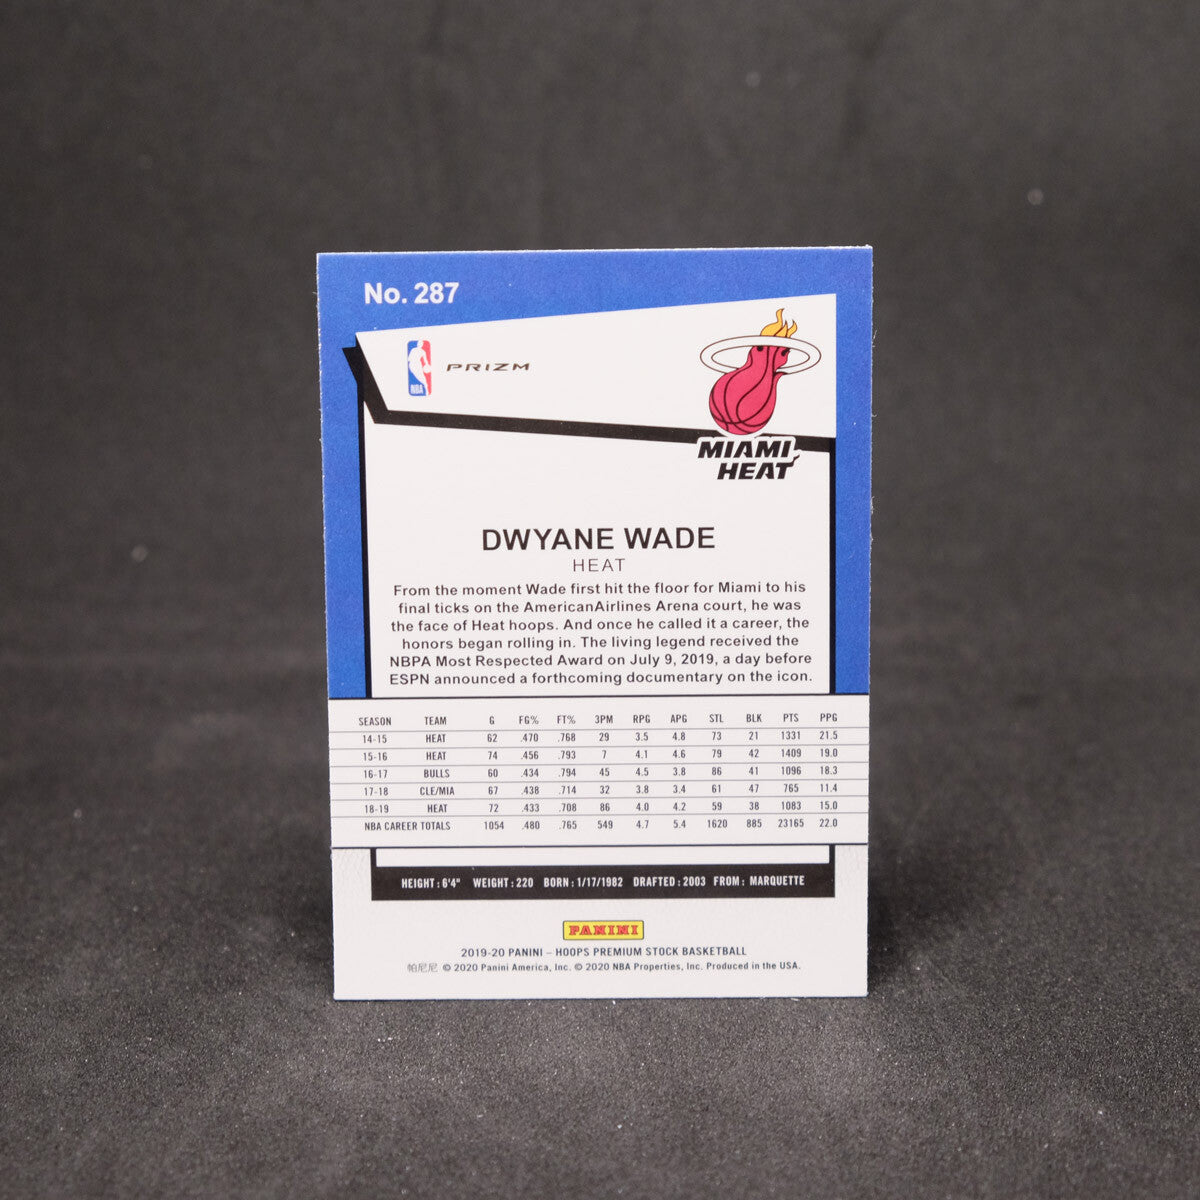 No. 287
NBA PRIZM
MIAMI
HEAT
DWYANE WADE
HEAT
From the moment Wade first hit the floor for Miami to his
final ticks on the AmericanAirlines Arena court, he was
the face of Heat hoops. And once he called it a career, the
honors began rolling in. The living legend received the
NBPA Most Respected Award on July 9, 2019, a day before
ESPN announced a forthcoming documentary on the icon.
SEASON TEAM G FG% FT% 3PM RPG APG STL BLK PTS PPG
14-15 HEAT 62 .470 .768 29 3.5 4.8 73 21 1331 21.5
15-16 HEAT 74 .456 .793 7 4.1 4.6 79 42 1409 19.0
16-17 BULLS 60 .434 .794 45 4.5 3.8 86 41 1096 18.3
17-18 CLE/MIA 67 .438 .714 32 3.8 3.4 61 47 765 11.4
18-19 HEAT 72 .433 .708 86 4.0 4.2 59 38 1083 15.0
NBA CAREER TOTALS 1054 .480 .765 549 4.7 5.4 1620 885 23165 22.0
HEIGHT: 6'4" WEIGHT: 220 BORN: 1/17/1982 DRAFTED: 2003 FROM: MARQUETTE
PANINI
2019-20 PANINI – HOOPS PREMIUM STOCK BASKETBALL
帕尼尼 © 2020 Panini America, Inc. © 2020 NBA Properties, Inc. Produced in the USA.